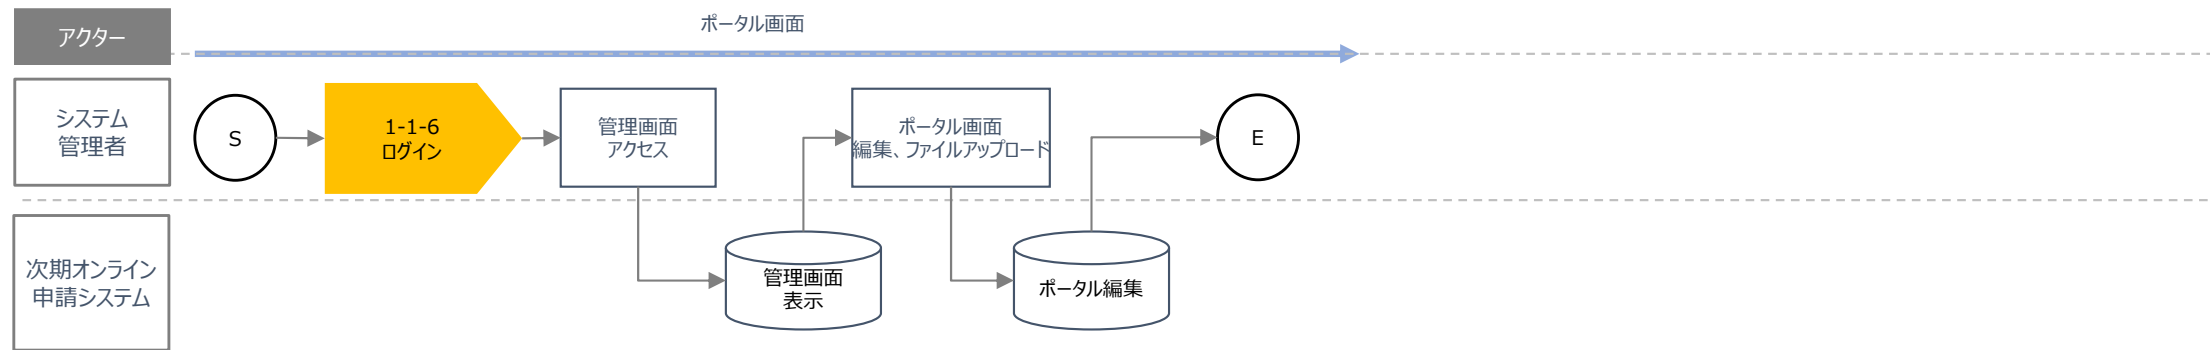 アクター
ポータル画面
システム
管理者
S
1-1-6
ログイン
管理画面
アクセス
ポータル画面
編集、ファイルアップロード
E
次期オンライン
申請システム
管理画面
表示
ポータル編集